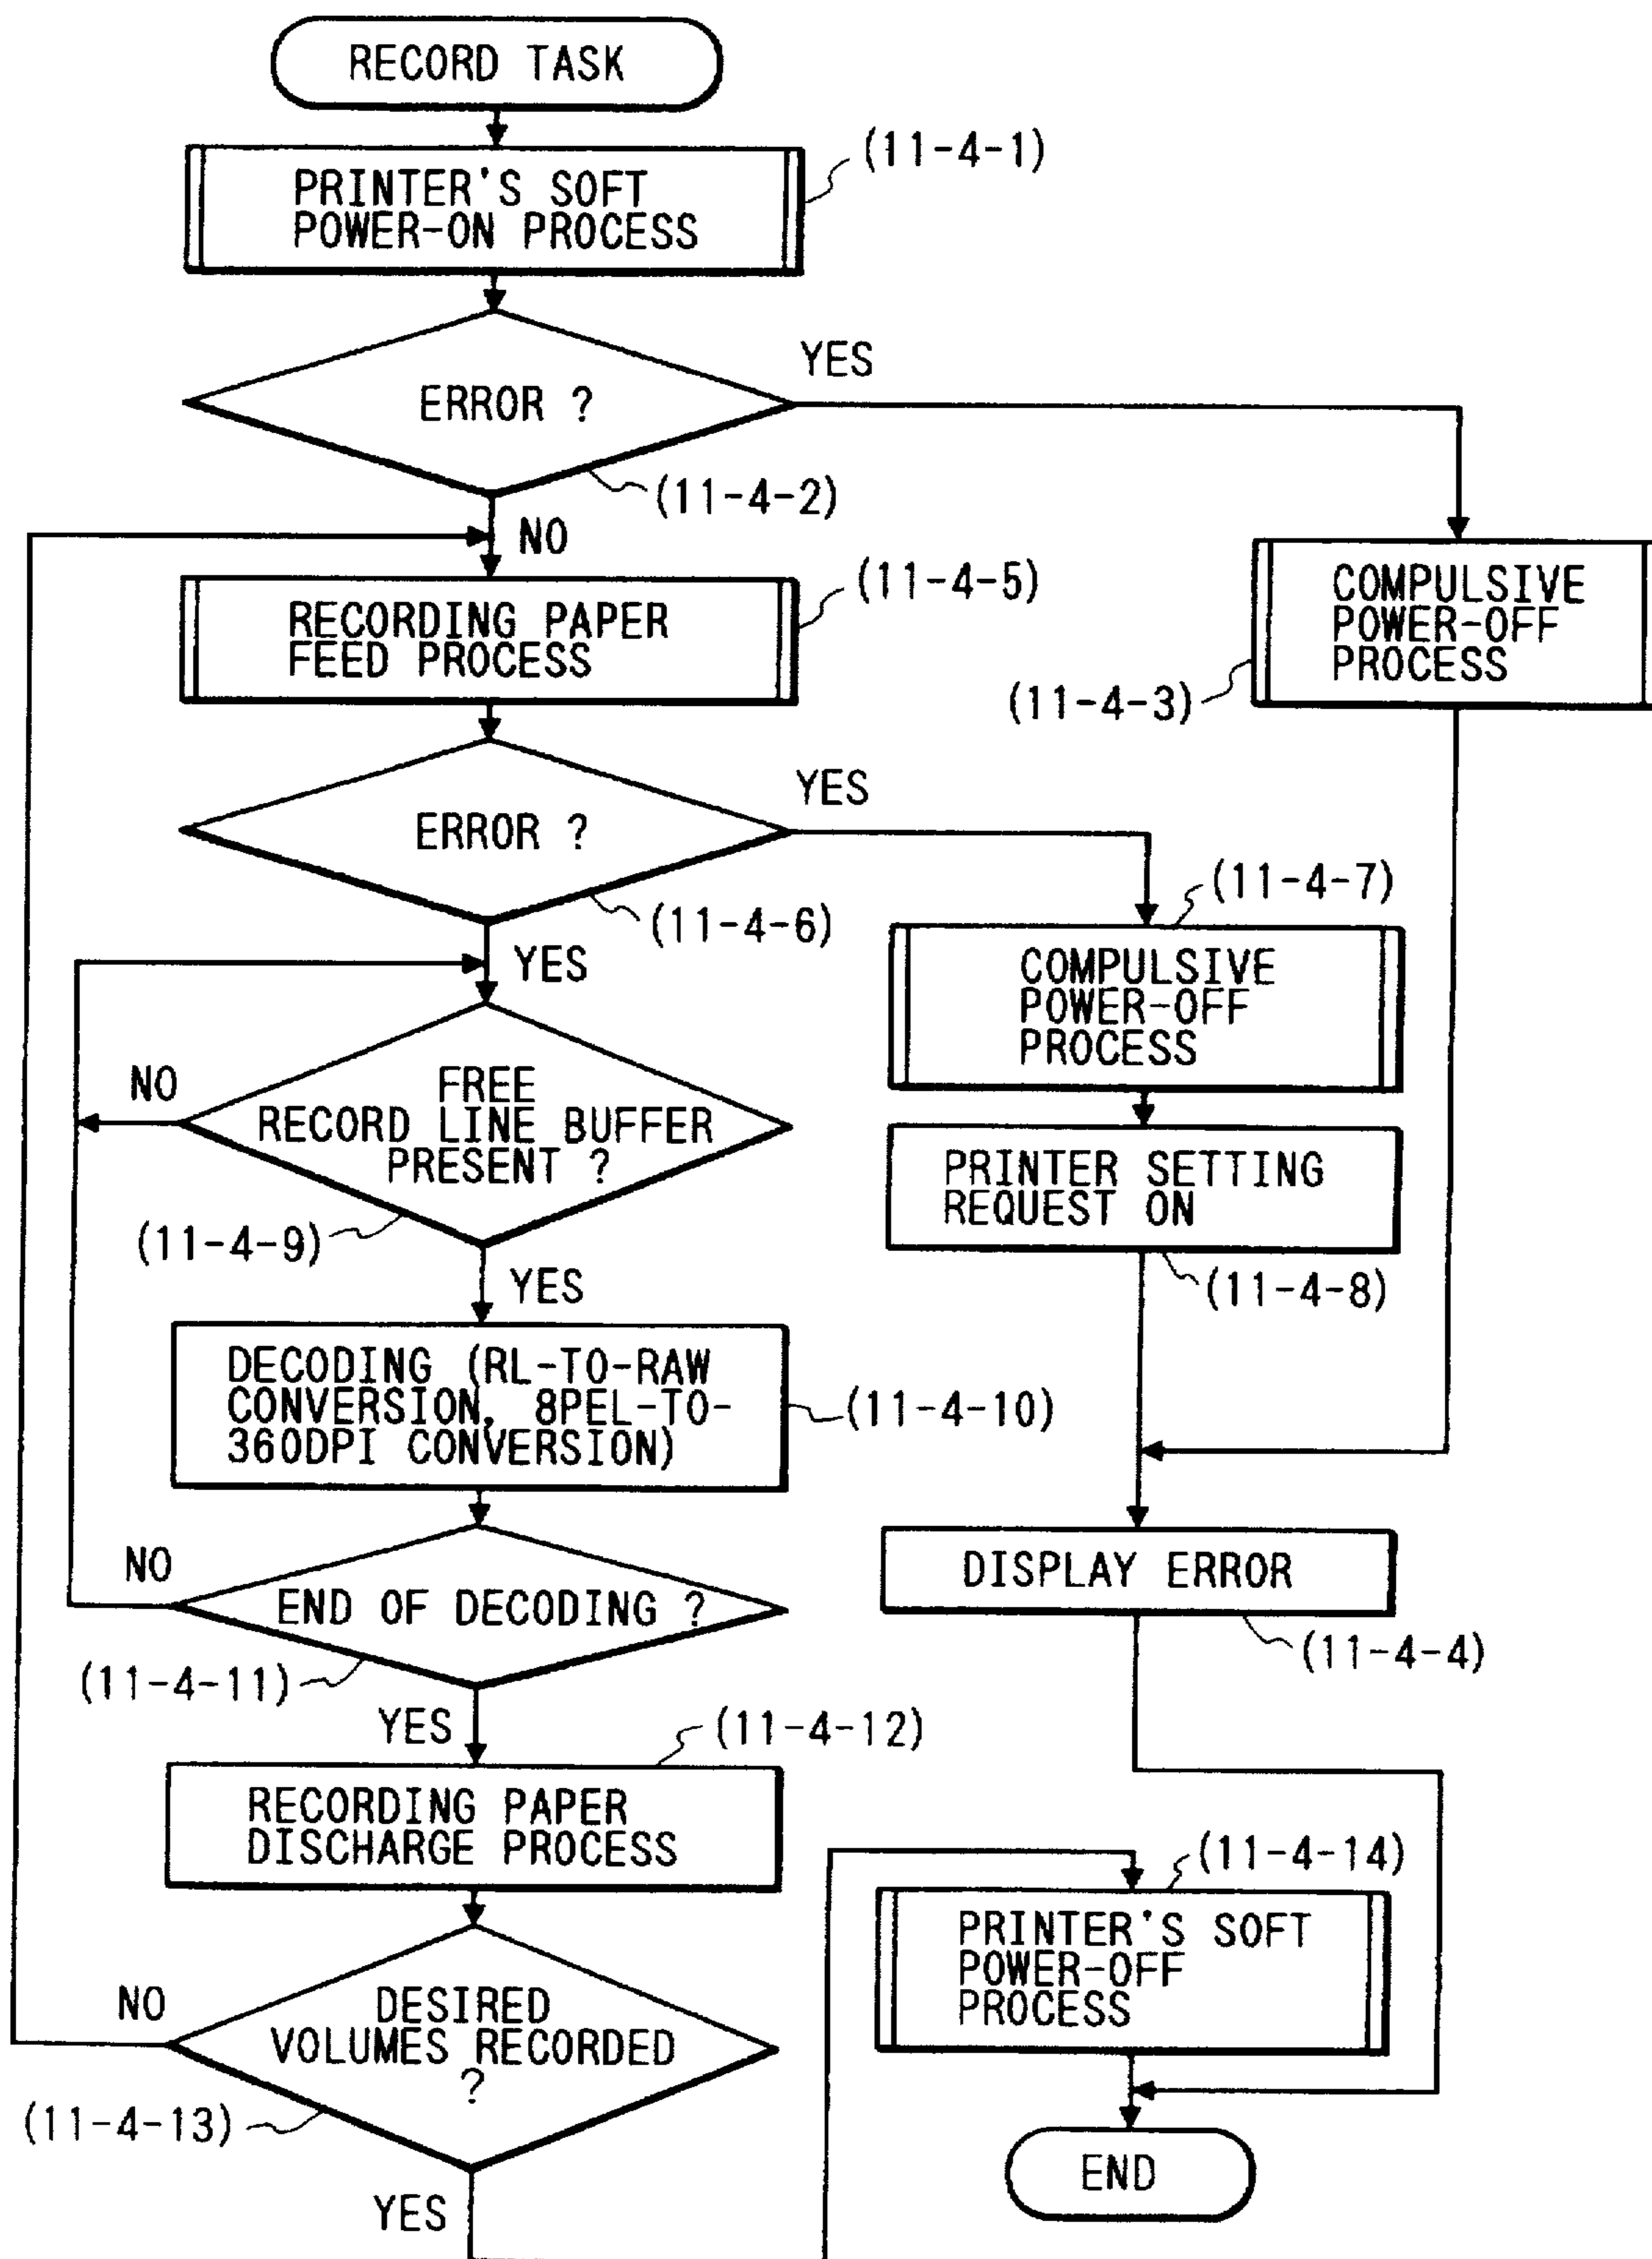 RECORD TASK
(11-4-1)
PRINTER'S SOFT
POWER-ON PROCESS
YES
ERROR ?
(11-4-2)
NO
(11-4-5)
RECORDING PAPER
FEED PROCESS
COMPULSIVE
POWER-OFF
PROCESS
(11-4-3)
YES
ERROR ?
(11-4-6)
YES
(11-4-7)
COMPULSIVE
POWER-OFF
PROCESS
NO
FREE
RECORD LINE BUFFER
PRESENT ?
(11-4-9)
PRINTER SETTING
REQUEST ON
(11-4-8)
YES
DECODING (RL-TO-RAW
CONVERSION, 8PEL-TO-
360DPI CONVERSION)
(11-4-10)
NO
END OF DECODING ?
(11-4-11)
DISPLAY ERROR
(11-4-4)
YES
(11-4-12)
RECORDING PAPER
DISCHARGE PROCESS
(11-4-14)
PRINTER'S SOFT
POWER-OFF
PROCESS
NO
DESIRED
VOLUMES RECORDED
?
(11-4-13)
YES
END